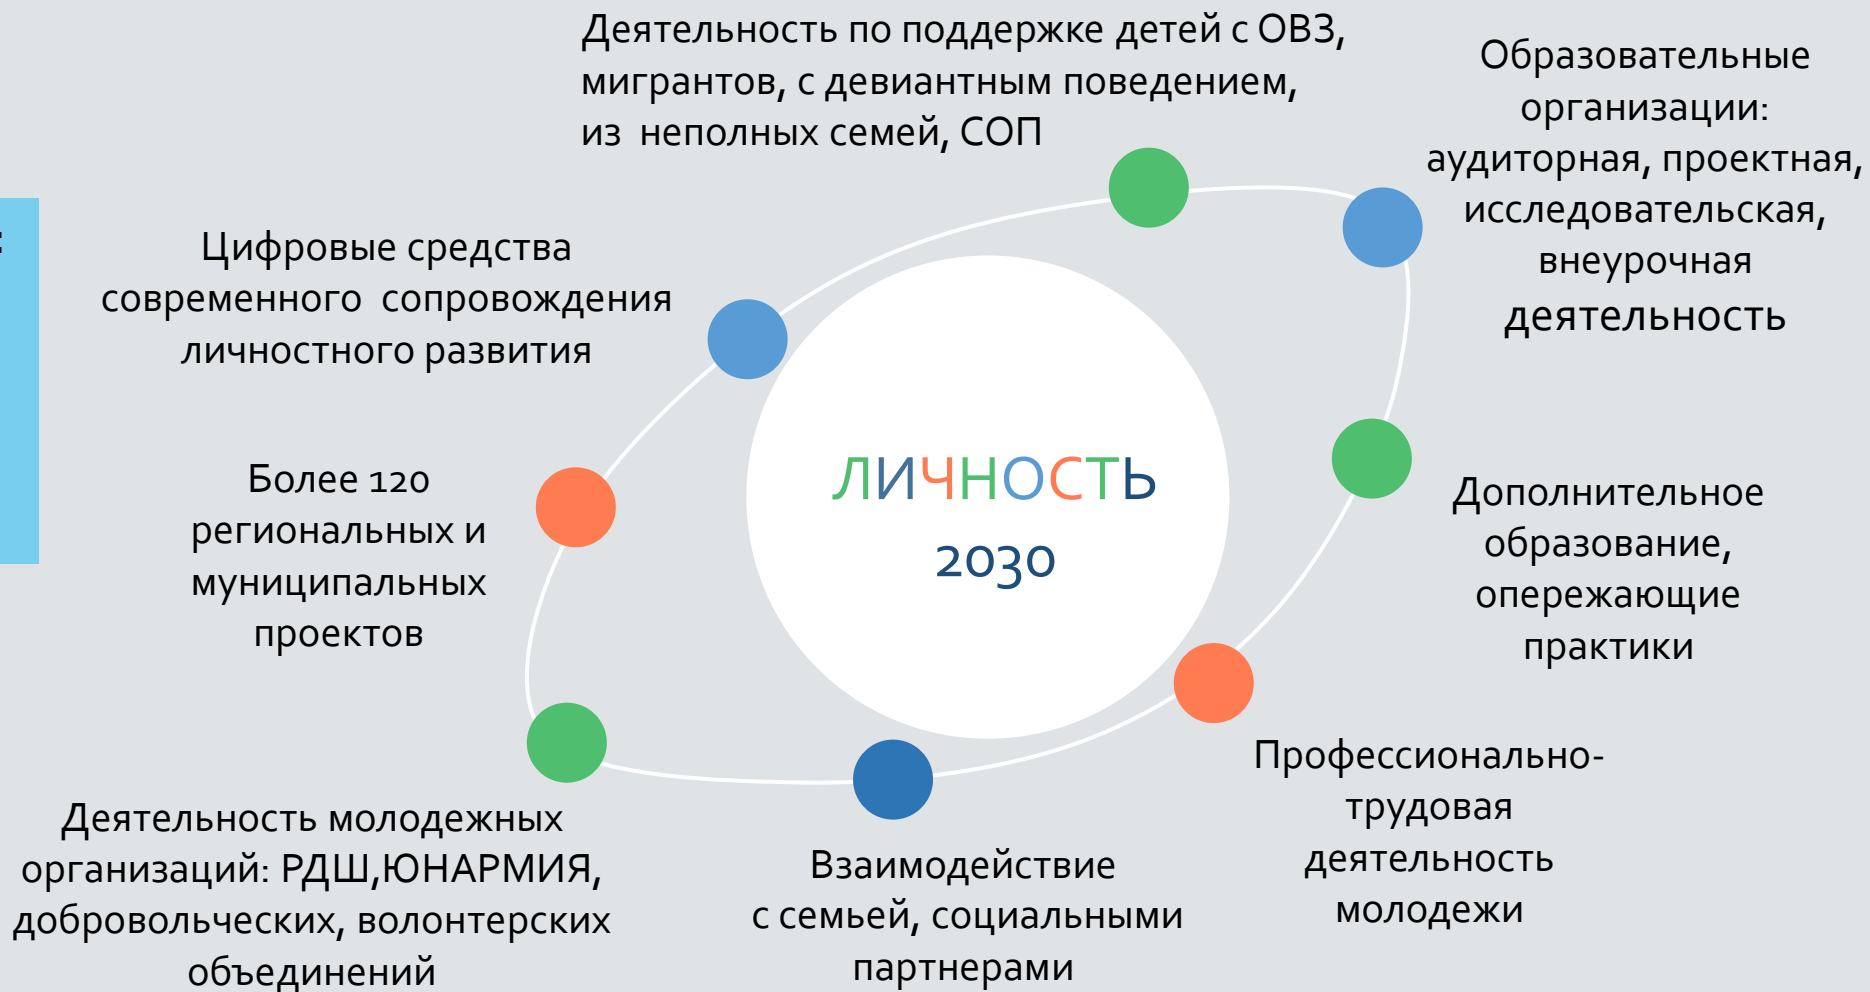 Деятельность по поддержке детей с ОВЗ,
мигрантов, с девиантным поведением,
из неполных семей, СОП
Образовательные
организации:
аудиторная, проектная,
исследовательская,
внеурочная
деятельность
Цифровые средства
современного сопровождения
личностного развития
Более 120
региональных и
муниципальных
проектов
ЛИЧНОСТЬ
2030
Дополнительное
образование,
опережающие
практики
Профессионально-
трудовая
деятельность
молодежи
Деятельность молодежных
организаций: РДШ,ЮНАРМИЯ,
добровольческих, волонтерских
объединений
Взаимодействие
с семьей, социальными
партнерами